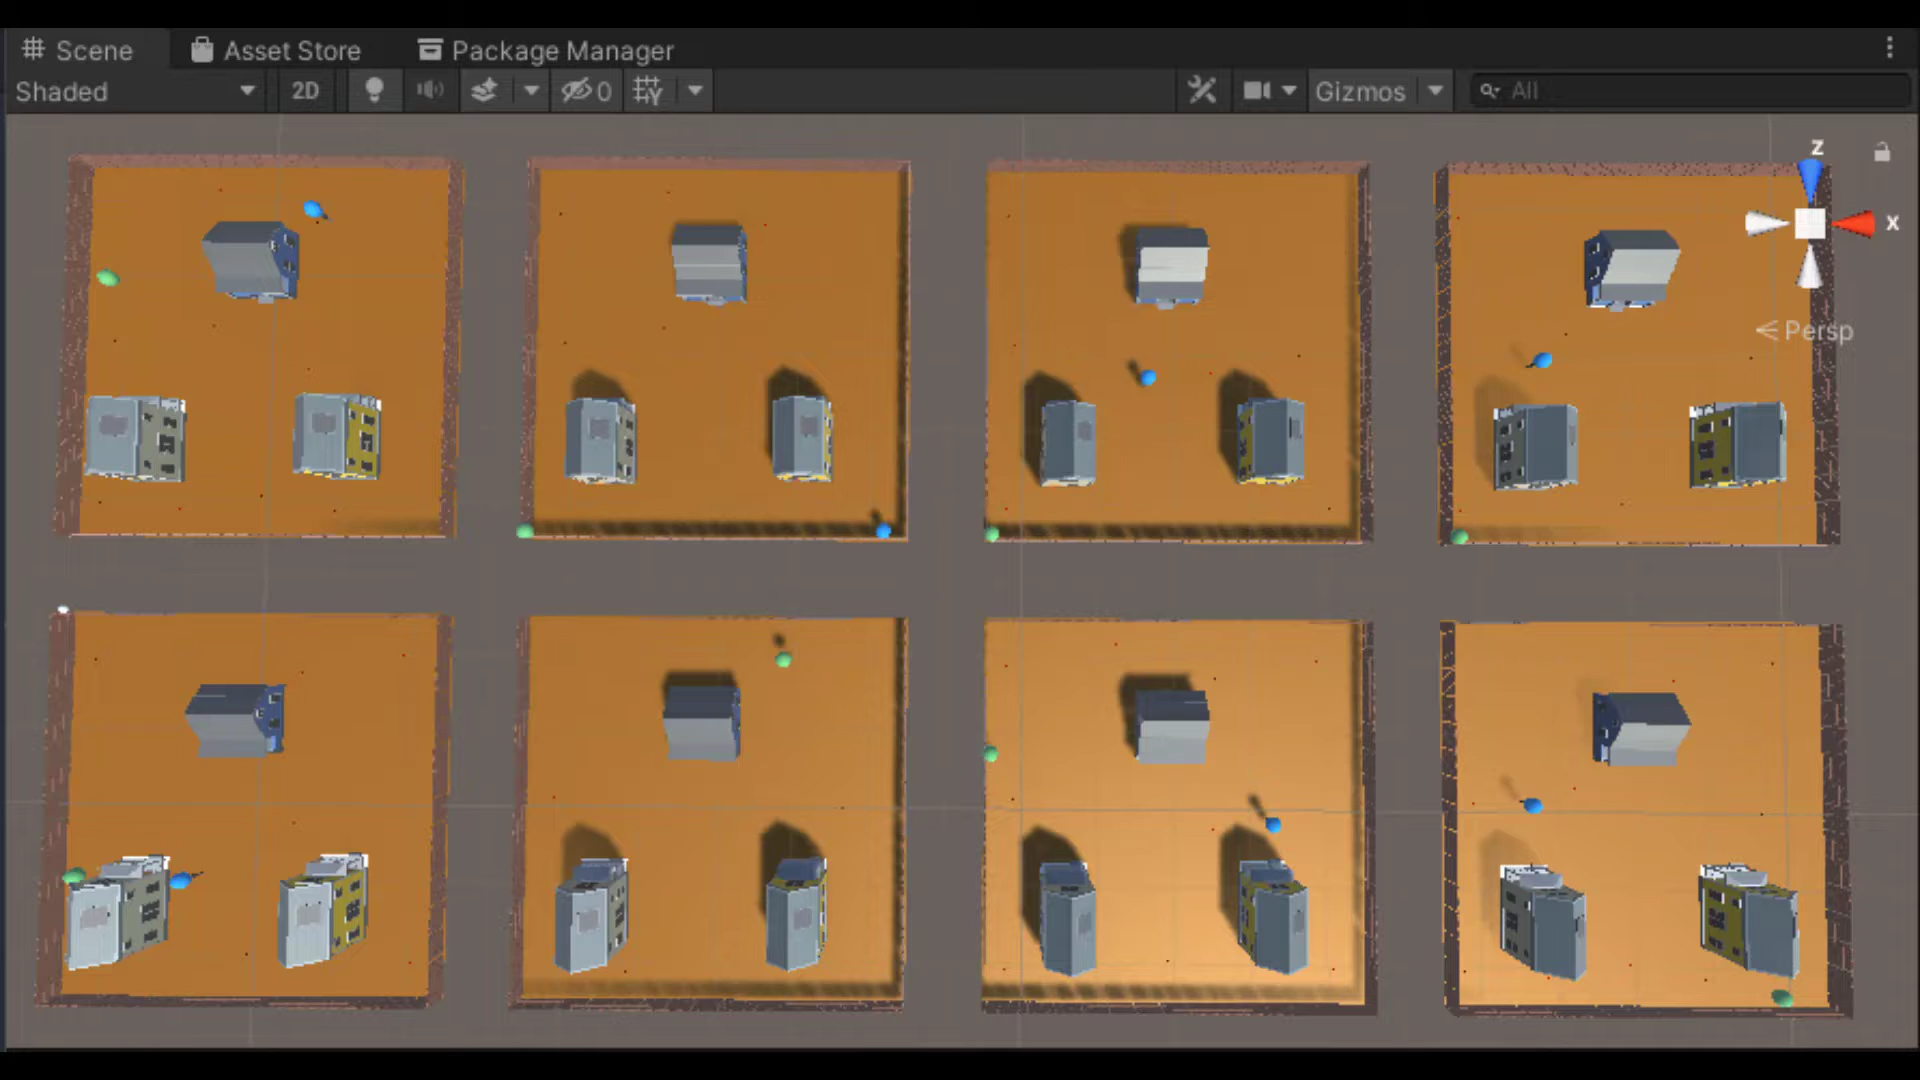 Scene Asset Store Package Manager
Shaded 2D 0 Gizmos All
z
x
Persp